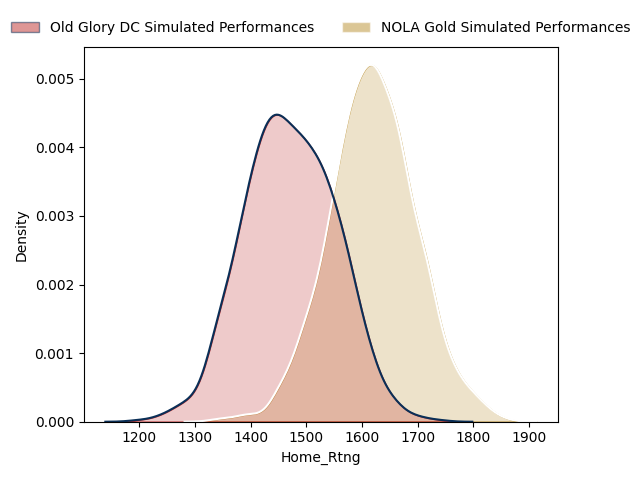 Old Glory DC Simulated Performances NOLA Gold Simulated Performances
0.005
0.004
0.003
0.002
0.001
0.000
Density
1200 1300 1400 1500 1600 1700 1800 1900
Home_Rtng